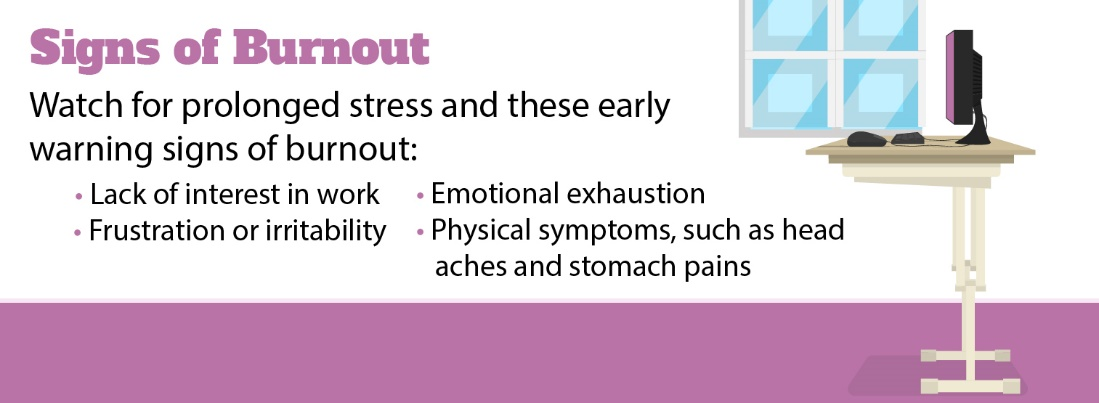 Signs of Burnout
Watch for prolonged stress and these early
warning signs of burnout:
• Lack of interest in work
• Frustration or irritability
• Emotional exhaustion
• Physical symptoms, such as head
aches and stomach pains